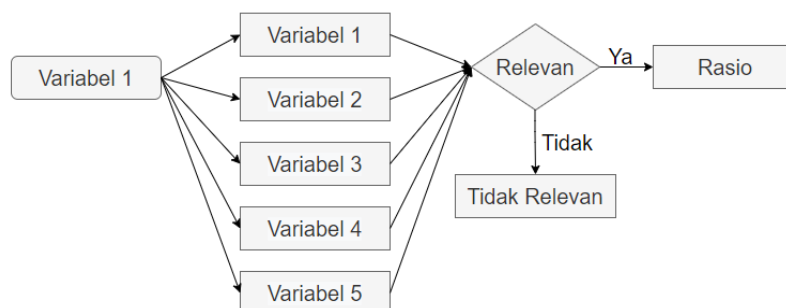 Variabel 1
Variabel 1
Variabel 2
Variabel 3
Variabel 4
Variabel 5
Relevan
Ya
Rasio
Tidak
Tidak Relevan